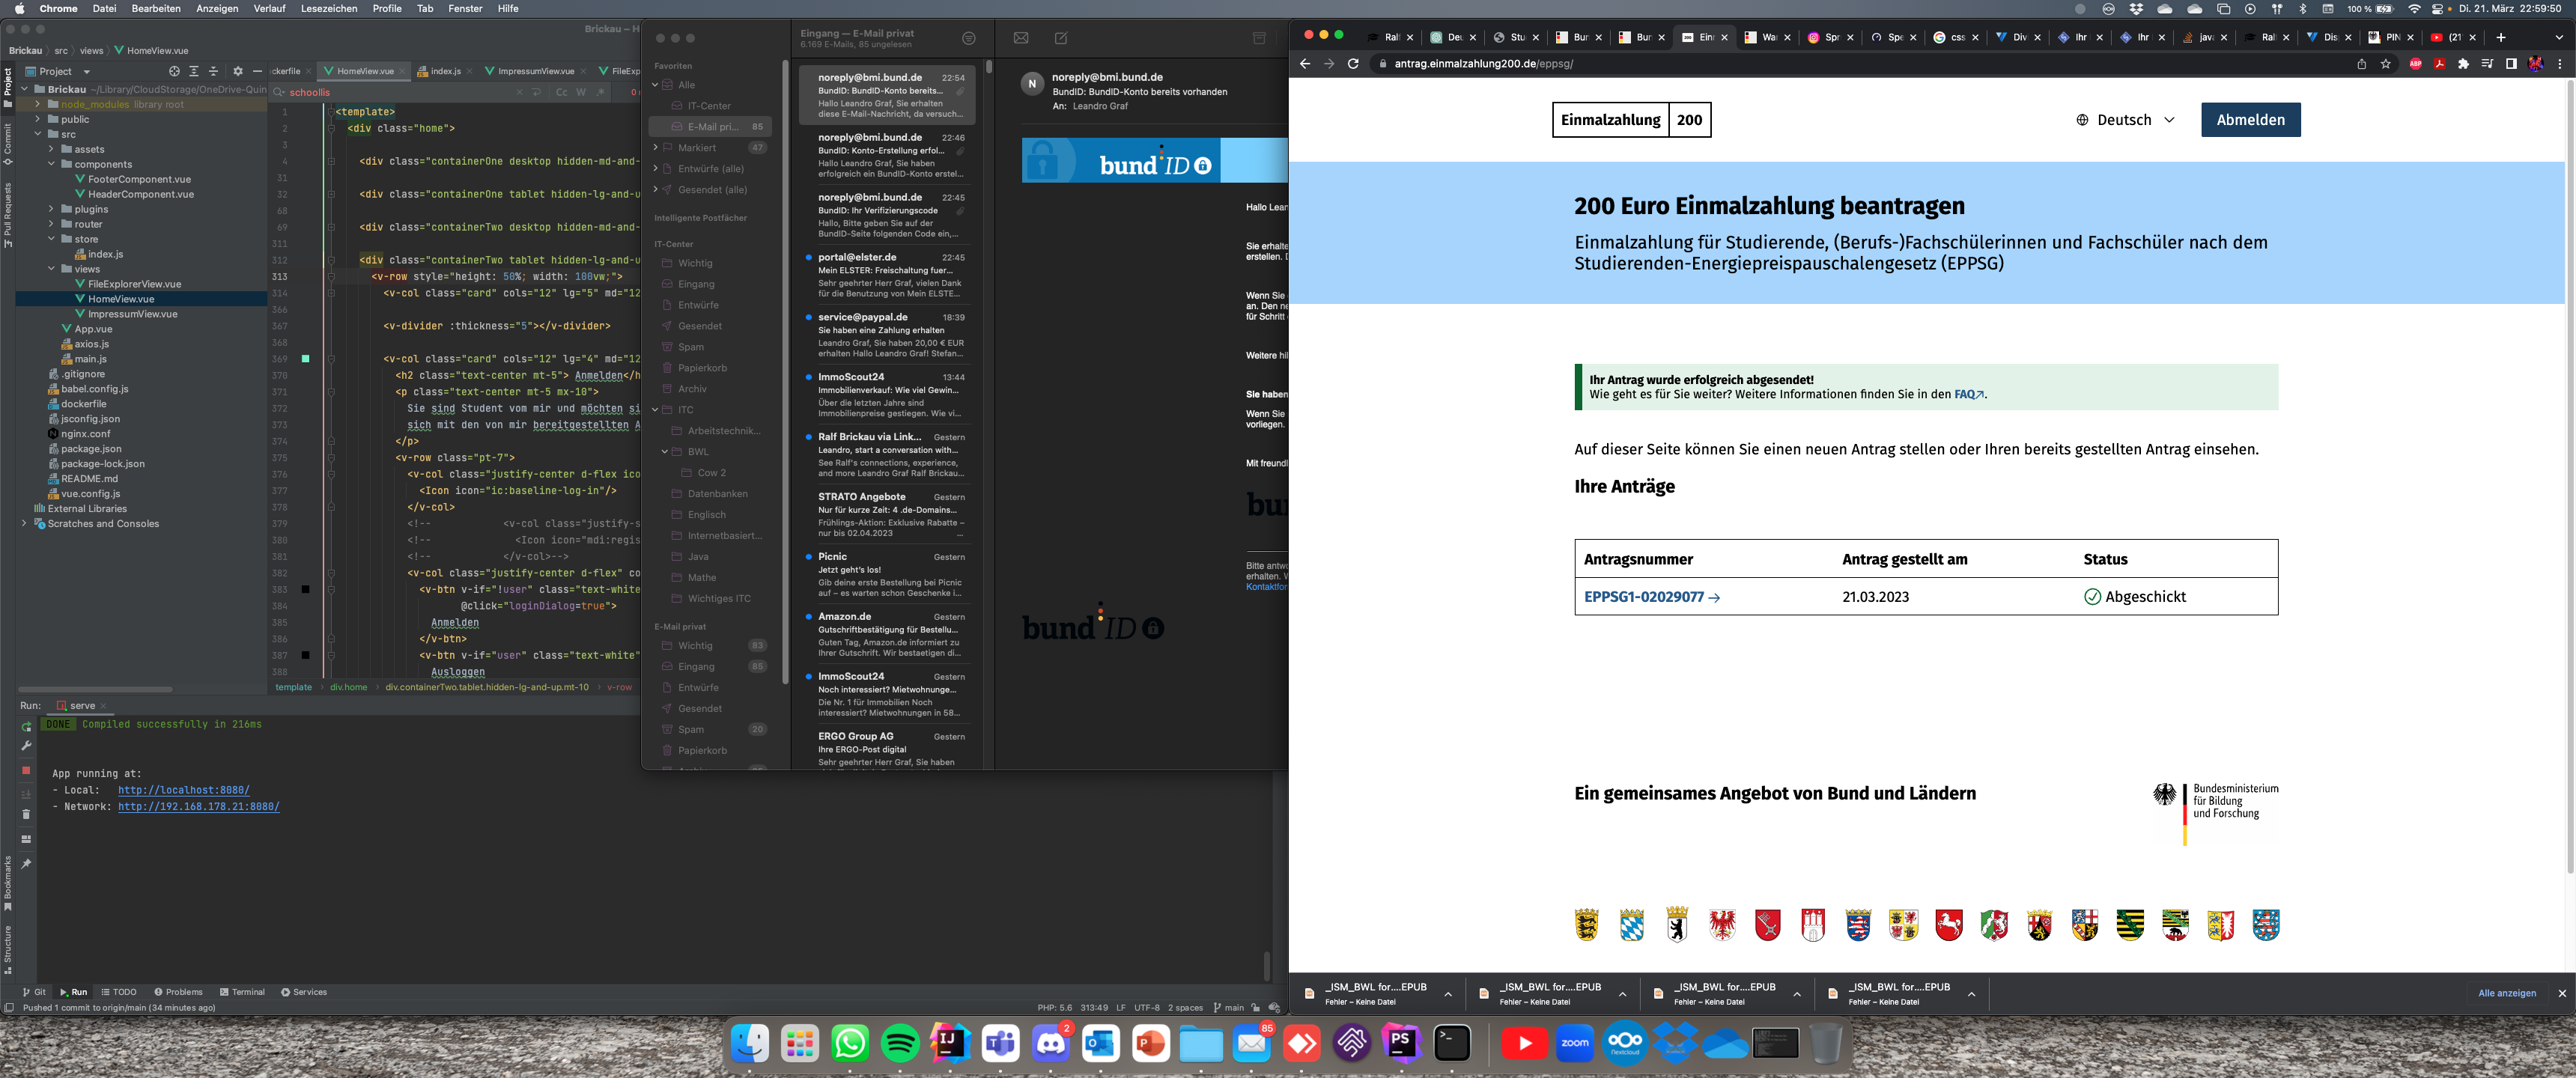 Chrome Datei Bearbeiten Anzeigen Verlauf Lesezeichen Profile Tab Fenster Hilfe
100 % Di. 21. März 22:59:50
Brickau – H
Brickau src views HomeView.vue
Project
ckerfile HomeView.vue index.js ImpressumView.vue FileExp
Brickau ~/Library/CloudStorage/OneDrive-Quin
node_modules library root
public
src
assets
components
FooterComponent.vue
HeaderComponent.vue
plugins
router
store
index.js
views
FileExplorerView.vue
HomeView.vue
ImpressumView.vue
App.vue
axios.js
main.js
.gitignore
babel.config.js
dockerfile
jsconfig.json
nginx.conf
package.json
package-lock.json
README.md
vue.config.js
External Libraries
Scratches and Consoles
Project
Commit
Pull Requests
Bookmarks
Structure
schoollis
Cc W
1 <template>
2 <div class="home">
3
4 <div class="containerOne desktop hidden-md-and-
31
32 <div class="containerOne tablet hidden-lg-and-u
68
69 <div class="containerTwo desktop hidden-md-and-
311
312 <div class="containerTwo tablet hidden-lg-and-u
313 <v-row style="height: 50%; width: 100vw;">
314 <v-col class="card" cols="12" lg="5" md="12
366
367 <v-divider :thickness="5"></v-divider>
368
369 <v-col class="card" cols="12" lg="4" md="12
370 <h2 class="text-center mt-5"> Anmelden</h
371 <p class="text-center mt-5 mx-10">
372 Sie sind Student vom mir und möchten si
373 sich mit den von mir bereitgestellten A
374 </p>
375 <v-row class="pt-7">
376 <v-col class="justify-center d-flex ico
377 <Icon icon="ic:baseline-log-in"/>
378 </v-col>
379 <!-- <v-col class="justify-s
380 <!-- <Icon icon="mdi:regis
381 <!-- </v-col>-->
382 <v-col class="justify-center d-flex" co
383 <v-btn v-if="!user" class="text-white"
384 @click="loginDialog=true">
385 Anmelden
386 </v-btn>
387 <v-btn v-if="user" class="text-white"
388 Ausloggen
template div.home div.containerTwo.tablet.hidden-lg-and-up.mt-10 v-row
Run: serve
DONE Compiled successfully in 216ms
App running at:
- Local: http://localhost:8080/
- Network: http://192.168.178.21:8080/
Git Run TODO Problems Terminal Services
Pushed 1 commit to origin/main (34 minutes ago)
PHP: 5.6 313:49 LF UTF-8 2 spaces main
Favoriten
Alle
IT-Center
E-Mail pri... 85
Markiert 47
Entwürfe (alle)
Gesendet (alle)
Intelligente Postfächer
IT-Center
Wichtig
Eingang
Entwürfe
Gesendet
Spam
Papierkorb
Archiv
ITC
Arbeitstechnik...
BWL
Cow 2
Datenbanken
Englisch
Internetbasiert...
Java
Mathe
Wichtiges ITC
E-Mail privat
Wichtig 83
Eingang 85
Entwürfe
Gesendet
Spam 20
Papierkorb
Eingang — E-Mail privat
6.169 E-Mails, 85 ungelesen
noreply@bmi.bund.de 22:54
BundID: BundID-Konto bereits...
Hallo Leandro Graf, Sie erhalten
diese E-Mail-Nachricht, da versuch...
noreply@bmi.bund.de 22:46
BundID: Konto-Erstellung erfol...
Hallo Leandro Graf, Sie haben
erfolgreich ein BundID-Konto erstel...
noreply@bmi.bund.de 22:45
BundID: Ihr Verifizierungscode
Hallo, Bitte geben Sie auf der
BundID-Seite folgenden Code ein,...
portal@elster.de 22:45
Mein ELSTER: Freischaltung fuer...
Sehr geehrter Herr Graf, vielen Dank
für die Benutzung von Mein ELSTE...
service@paypal.de 18:39
Sie haben eine Zahlung erhalten
Leandro Graf, Sie haben 20,00 € EUR
erhalten Hallo Leandro Graf! Stefan...
ImmoScout24 13:44
Immobilienverkauf: Wie viel Gewin...
Über die letzten Jahre sind
Immobilienpreise gestiegen. Wie vi...
Ralf Brickau via Link... Gestern
Leandro, start a conversation with...
See Ralf's connections, experience,
and more Leandro Graf Ralf Brickau...
STRATO Angebote Gestern
Nur für kurze Zeit: 4 .de-Domains...
Frühlings-Aktion: Exklusive Rabatte –
nur bis 02.04.2023 ...
Picnic Gestern
Jetzt geht's los!
Gib deine erste Bestellung bei Picnic
auf – es warten schon Geschenke i...
Amazon.de Gestern
Gutschriftbestätigung für Bestellu...
Guten Tag, Amazon.de informiert zu
Ihrer Gutschrift. Wir bestaetigen di...
ImmoScout24 Gestern
Noch interessiert? Mietwohnunge...
Die Nr. 1 für Immobilien Noch
interessiert? Mietwohnungen in 58...
ERGO Group AG Gestern
Ihre ERGO-Post digital
Sehr geehrter Herr Graf, Sie haben
N
noreply@bmi.bund.de
BundID: BundID-Konto bereits vorhanden
An: Leandro Graf
bundID
Hallo Lean
Sie erhalte
erstellen. D
Wenn Sie
an. Den ne
für Schritt
Weitere hil
Sie haben
Wenn Sie
vorliegen.
Mit freundl
bu
Bitte antwo
erhalten. W
Kontaktfor
bundID
Ralf Deu Stu Bur Bur Ein Wa Spr Spe css Div Ihr Ihr java Ral Dis PIN (21
antrag.einmalzahlung200.de/eppsg/
ABP
Einmalzahlung 200
Deutsch
Abmelden
200 Euro Einmalzahlung beantragen
Einmalzahlung für Studierende, (Berufs-)Fachschülerinnen und Fachschüler nach dem
Studierenden-Energiepreispauschalengesetz (EPPSG)
Ihr Antrag wurde erfolgreich abgesendet!
Wie geht es für Sie weiter? Weitere Informationen finden Sie in den FAQ↗.
Auf dieser Seite können Sie einen neuen Antrag stellen oder Ihren bereits gestellten Antrag einsehen.
Ihre Anträge
Antragsnummer Antrag gestellt am Status
EPPSG1-02029077 → 21.03.2023 Abgeschickt
Ein gemeinsames Angebot von Bund und Ländern
Bundesministerium
für Bildung
und Forschung
_ISM_BWL for....EPUB _ISM_BWL for....EPUB _ISM_BWL for....EPUB _ISM_BWL for....EPUB
Fehler – Keine Datei Fehler – Keine Datei Fehler – Keine Datei Fehler – Keine Datei
Alle anzeigen
IJ 2 85 PS zoom nextcloud